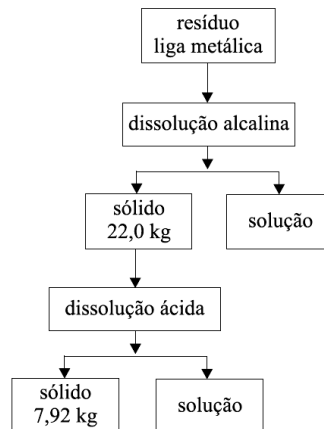 resíduo
liga metálica
dissolução alcalina
sólido
22,0 kg
solução
dissolução ácida
sólido
7,92 kg
solução